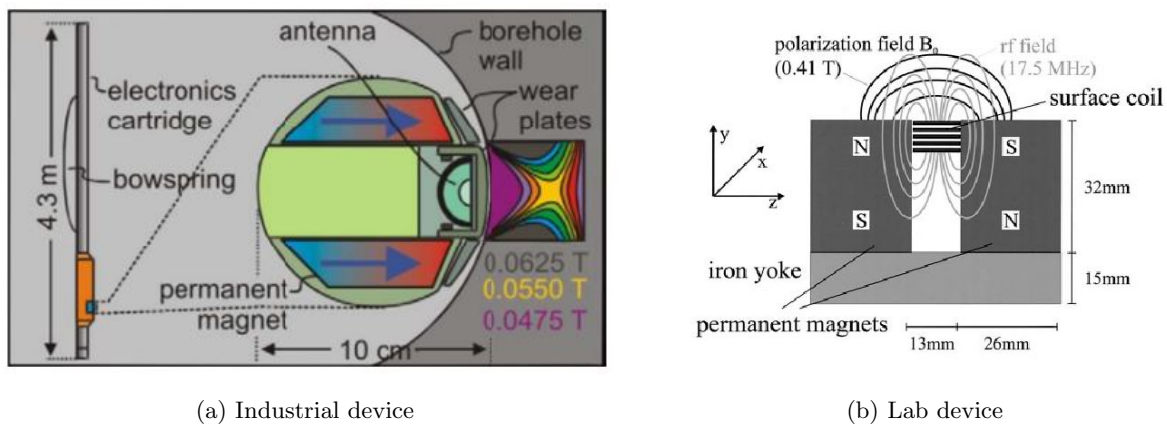 antenna
borehole
wall
electronics
cartridge
wear
plates
bowspring
4.3 m
permanent
magnet
0.0625 T
0.0550 T
0.0475 T
10 cm
(a) Industrial device
polarization field B₀
(0.41 T)
rf field
(17.5 MHz)
surface coil
y
x
z
N
S
S
N
32mm
iron yoke
15mm
permanent magnets
13mm
26mm
(b) Lab device